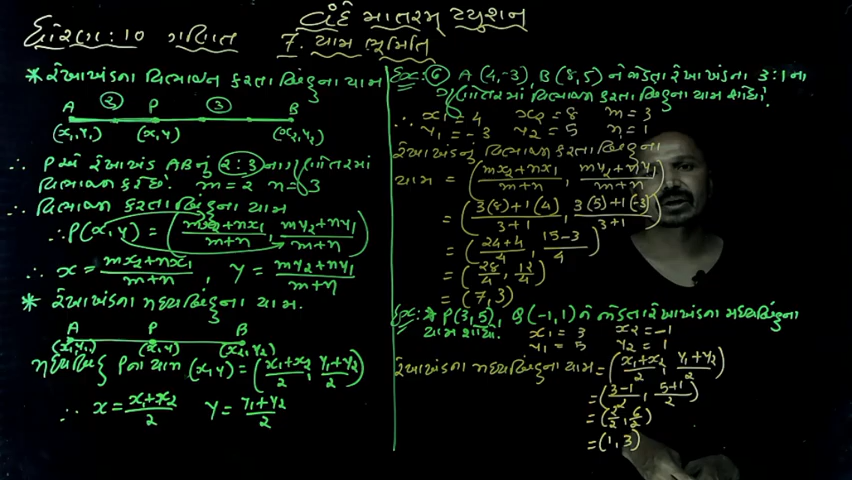 વંદે માતરમ્ ટ્યુશન
ધોરણ : 10 ગણિત 7. યામ ભૂમિતિ
* રેખાખંડના વિભાજન કરતા બિંદુના યામ
A ② P ③ B
(x₁,y₁) (x,y) (x₂,y₂)
∴ P એ રેખાખંડ AB નું 2:3 ના ગુણોત્તરમાં
વિભાજન કરે છે. m=2 n=3
∴ વિભાજન કરતા બિંદુના યામ
∴ P(x,y) = (mx₂+nx₁/m+n , my₂+ny₁/m+n)
∴ x = mx₂+nx₁/m+n , y = my₂+ny₁/m+n
* રેખાખંડના મધ્યબિંદુના યામ.
A P B
(x₁,y₁) (x,y) (x₂,y₂)
મધ્યબિંદુ P ના યામ (x,y) = (x₁+x₂/2 , y₁+y₂/2)
∴ x = x₁+x₂/2 y = y₁+y₂/2
Ex: ⑥ A(4,-3), B(8,5) ને જોડતા રેખાખંડના 3:1 ના
ગુણોત્તરમાં વિભાજન કરતા બિંદુના યામ શોધો.
∴ x₁=4 x₂=8 m=3
y₁=-3 y₂=5 n=1
રેખાખંડનું વિભાજન કરતા બિંદુના
યામ = (mx₂+nx₁/m+n , my₂+ny₁/m+n)
= (3(8)+1(4)/3+1 , 3(5)+1(-3)/3+1)
= (24+4/4 , 15-3/4)
= (28/4 , 12/4)
= (7,3)
Ex: P(3,5), Q(-1,1) ને જોડતા રેખાખંડના મધ્યબિંદુના
યામ શોધો. x₁=3 x₂=-1
y₁=5 y₂=1
રેખાખંડના મધ્યબિંદુના યામ = (x₁+x₂/2 , y₁+y₂/2)
= (3-1/2 , 5+1/2)
= (2/2 , 6/2)
= (1,3)